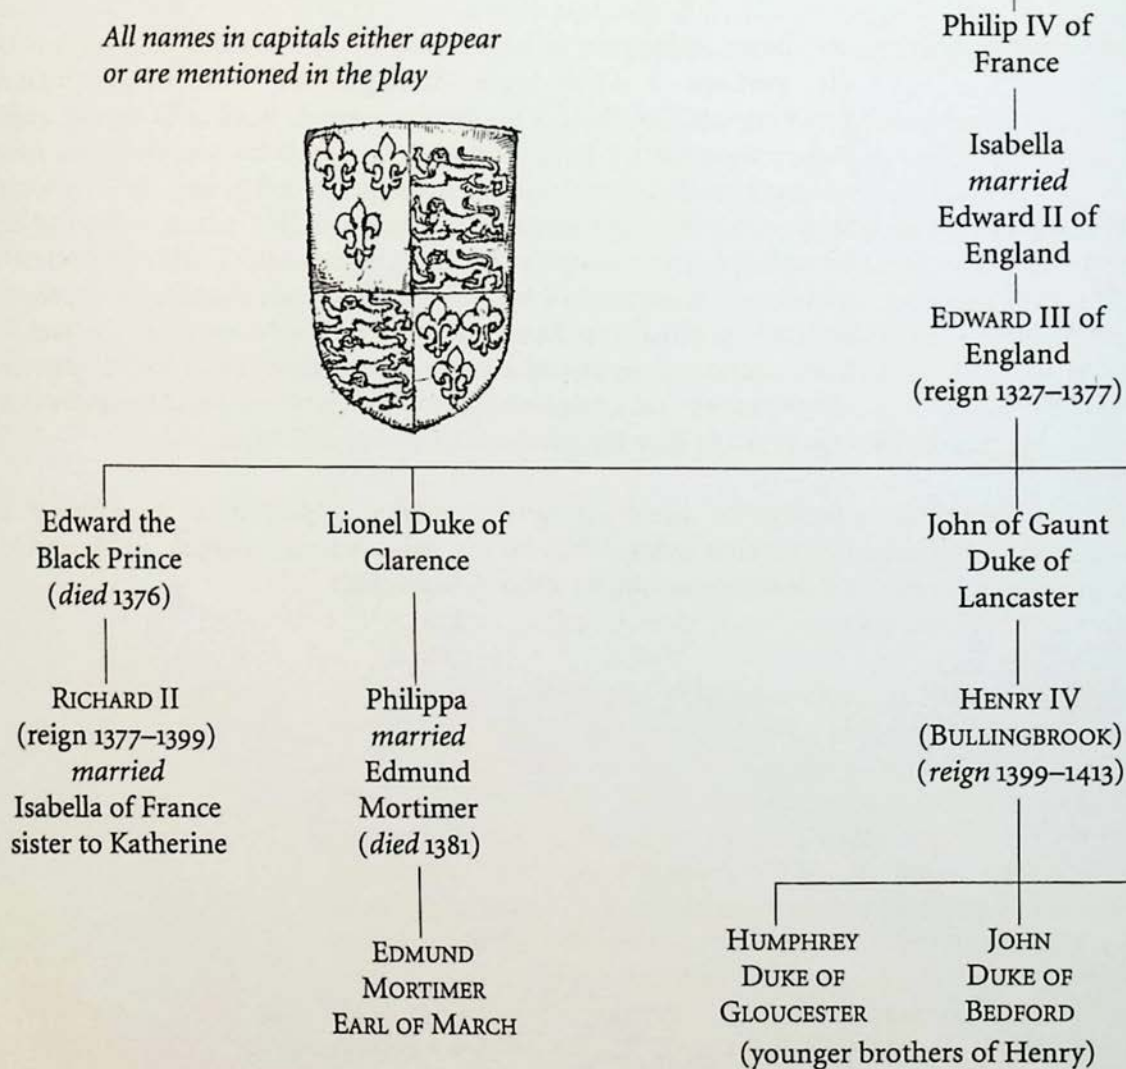 All names in capitals either appear
or are mentioned in the play
Philip IV of
France
Isabella
married
Edward II of
England
EDWARD III of
England
(reign 1327–1377)
Edward the
Black Prince
(died 1376)
Lionel Duke of
Clarence
John of Gaunt
Duke of
Lancaster
RICHARD II
(reign 1377–1399)
married
Isabella of France
sister to Katherine
Philippa
married
Edmund
Mortimer
(died 1381)
HENRY IV
(BULLINGBROOK)
(reign 1399–1413)
EDMUND
MORTIMER
EARL OF MARCH
HUMPHREY
DUKE OF
GLOUCESTER
JOHN
DUKE OF
BEDFORD
(younger brothers of Henry)